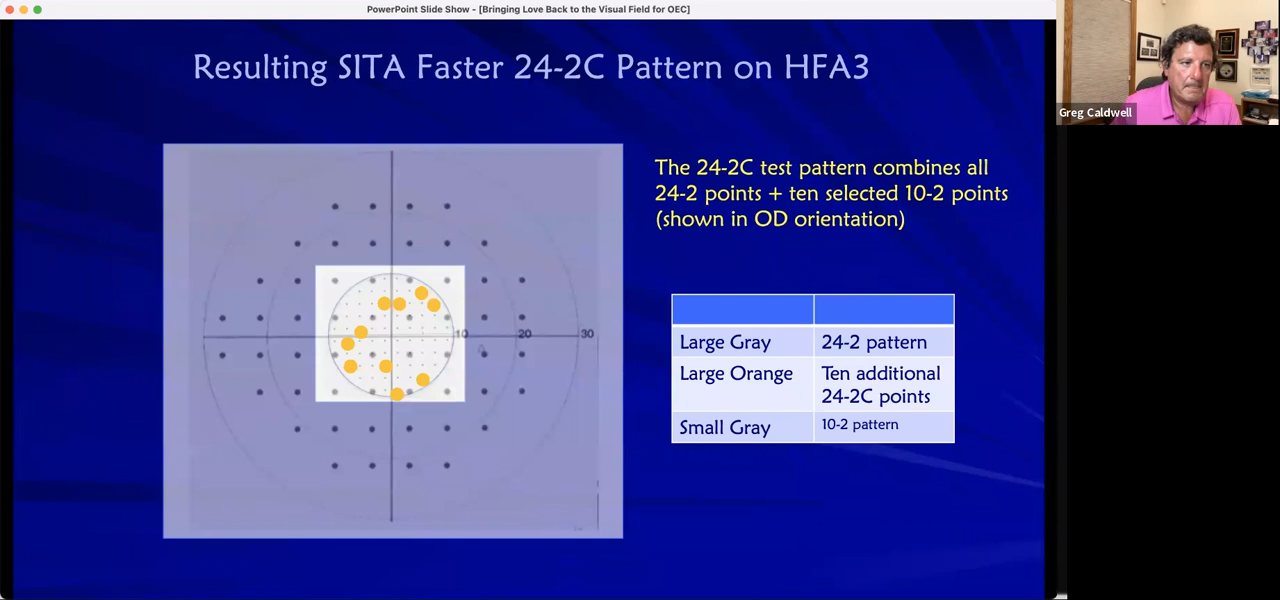 PowerPoint Slide Show - [Bringing Love Back to the Visual Field for OEC]
Resulting SITA Faster 24-2C Pattern on HFA3
Greg Caldwell
The 24-2C test pattern combines all
24-2 points + ten selected 10-2 points
(shown in OD orientation)
10 20 30
Large Gray 24-2 pattern
Large Orange Ten additional
24-2C points
Small Gray 10-2 pattern